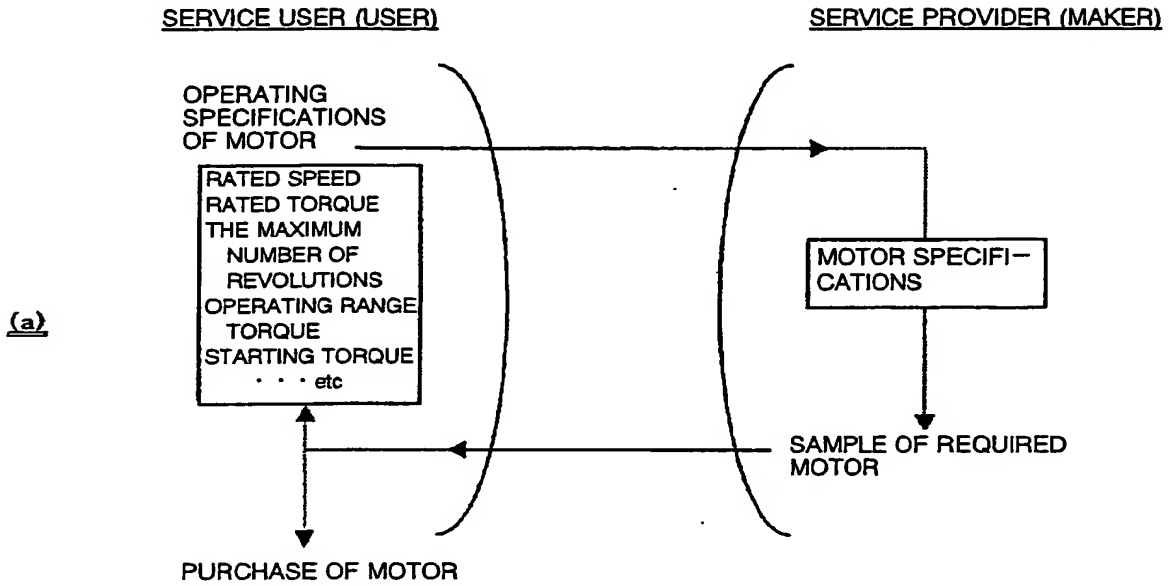 SERVICE USER (USER)
SERVICE PROVIDER (MAKER)
OPERATING
SPECIFICATIONS
OF MOTOR
RATED SPEED
RATED TORQUE
THE MAXIMUM
NUMBER OF
REVOLUTIONS
OPERATING RANGE
TORQUE
STARTING TORQUE
・・・etc
(a)
MOTOR SPECIFI-
CATIONS
SAMPLE OF REQUIRED
MOTOR
PURCHASE OF MOTOR